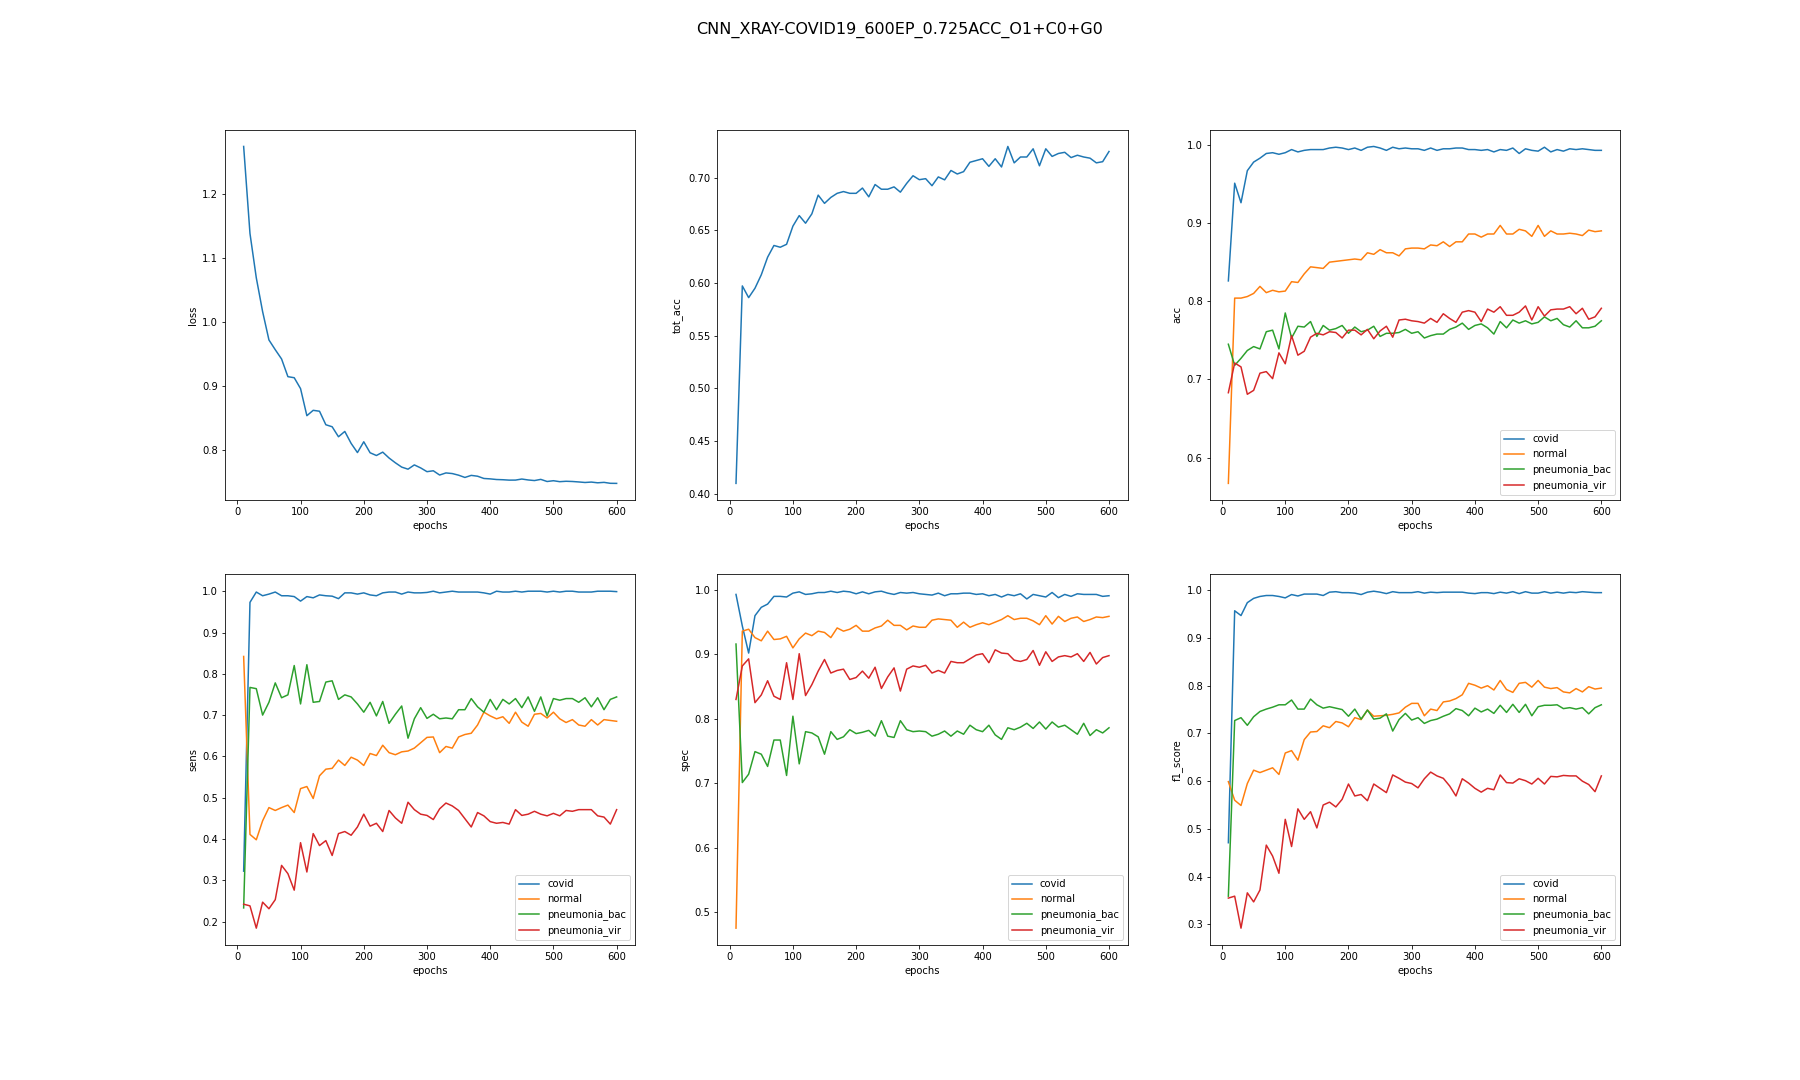 CNN_XRAY-COVID19_600EP_0.725ACC_O1+C0+G0
1.2
1.1
1.0
0.9
0.8
loss
0 100 200 300 400 500 600
epochs
0.70
0.65
0.60
0.55
0.50
0.45
0.40
tot_acc
0 100 200 300 400 500 600
epochs
1.0
0.9
0.8
0.7
0.6
acc
covid
normal
pneumonia_bac
pneumonia_vir
0 100 200 300 400 500 600
epochs
1.0
0.9
0.8
0.7
0.6
0.5
0.4
0.3
0.2
sens
covid
normal
pneumonia_bac
pneumonia_vir
0 100 200 300 400 500 600
epochs
1.0
0.9
0.8
0.7
0.6
0.5
spec
covid
normal
pneumonia_bac
pneumonia_vir
0 100 200 300 400 500 600
epochs
1.0
0.9
0.8
0.7
0.6
0.5
0.4
0.3
f1_score
covid
normal
pneumonia_bac
pneumonia_vir
0 100 200 300 400 500 600
epochs